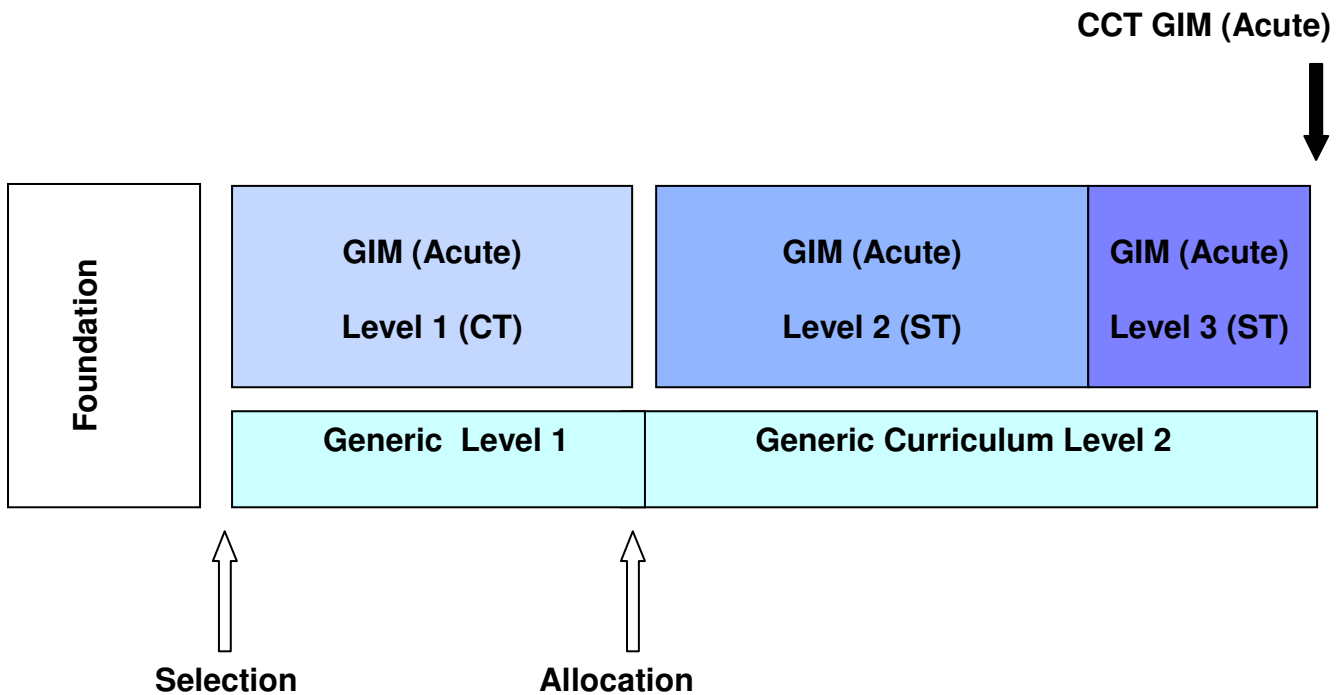 CCT GIM (Acute)
Foundation
GIM (Acute)
Level 1 (CT)
GIM (Acute)
Level 2 (ST)
GIM (Acute)
Level 3 (ST)
Generic  Level 1
Generic Curriculum Level 2
Selection
Allocation